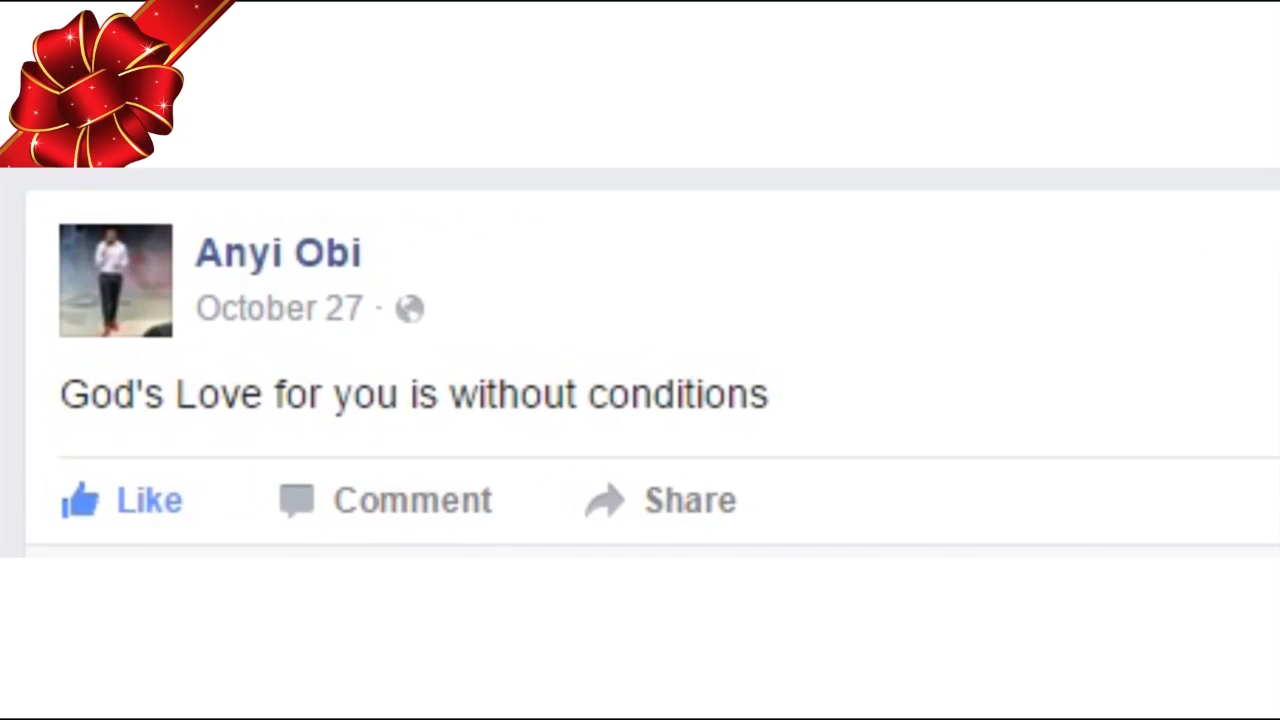 Anyi Obi
October 27 ·
God's Love for you is without conditions
Like Comment Share